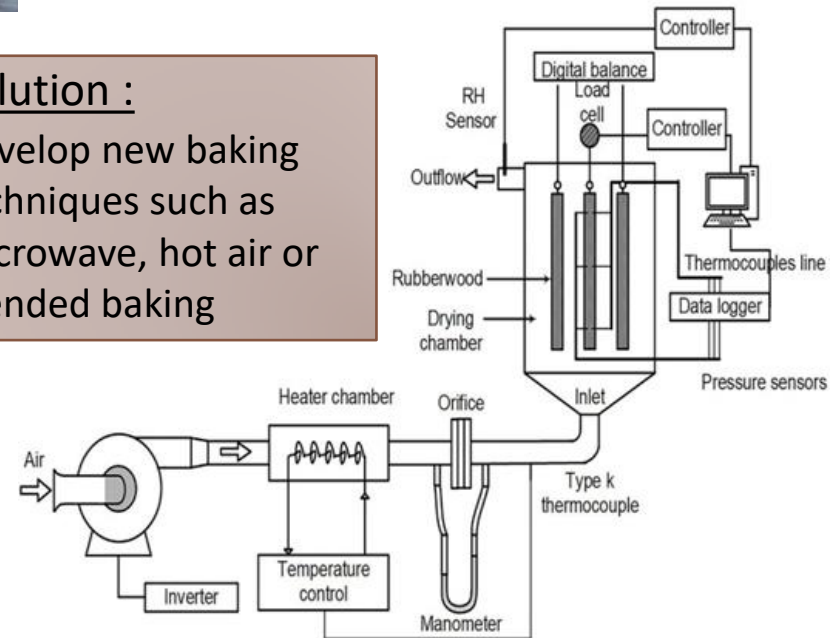 lution :
velop new baking
chniques such as
crowave, hot air or
ended baking
Controller
Digital balance
Load
cell
RH
Sensor
Controller
Outflow
Thermocouples line
Rubberwood
Data logger
Drying
chamber
Pressure sensors
Heater chamber
Orifice
Inlet
Air
Type k
thermocouple
Temperature
control
Inverter
Manometer